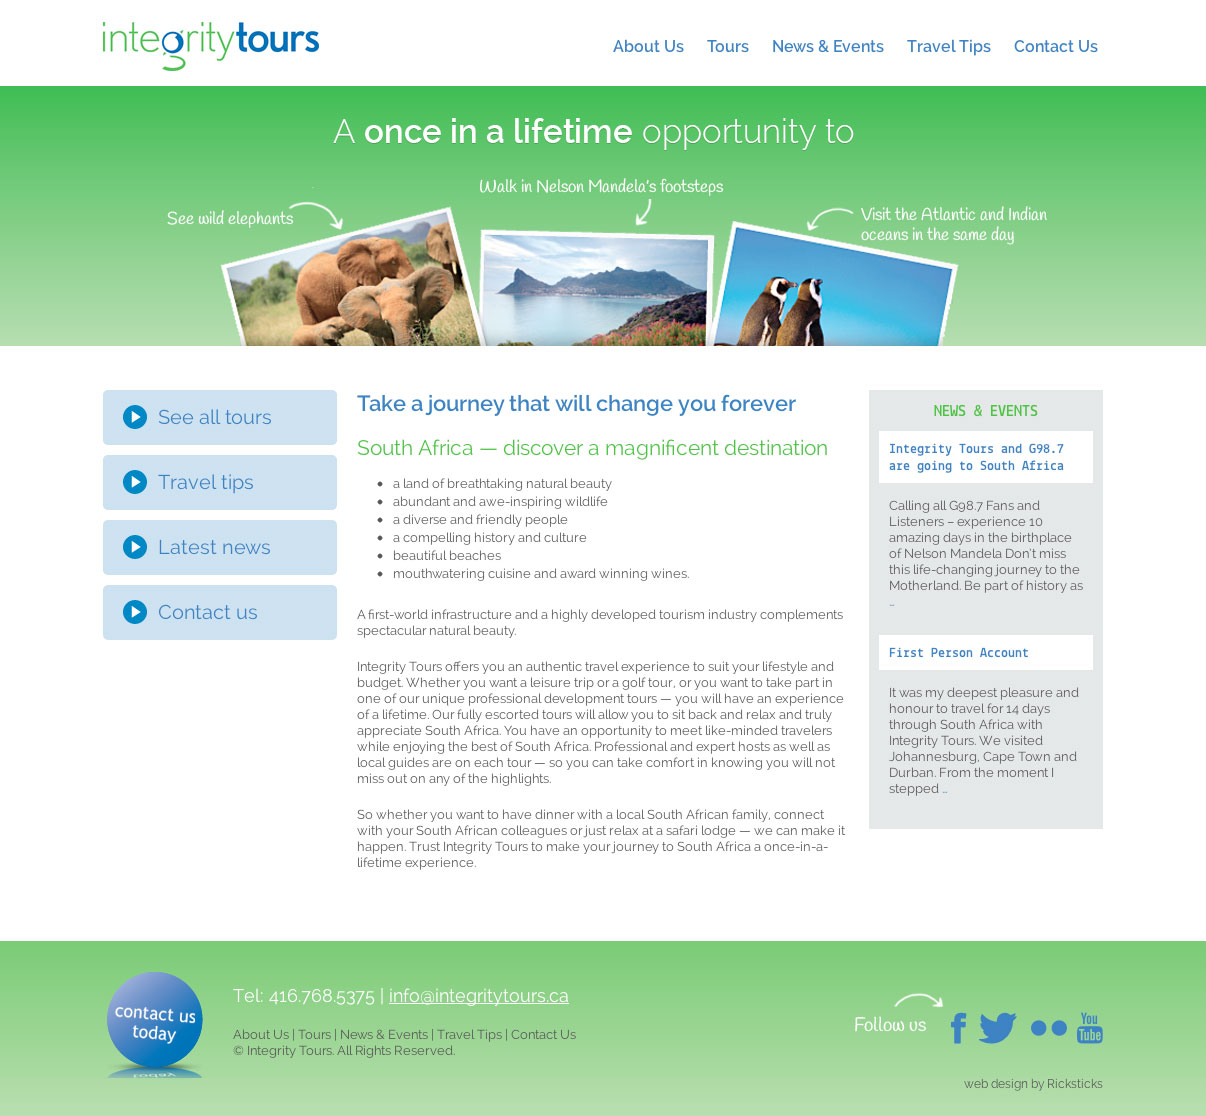 integritytours
About Us Tours News & Events Travel Tips Contact Us
A once in a lifetime opportunity to
Walk in Nelson Mandela's footsteps
See wild elephants
Visit the Atlantic and Indian
oceans in the same day
See all tours
Travel tips
Latest news
Contact us
Take a journey that will change you forever
South Africa — discover a magnificent destination
• a land of breathtaking natural beauty
• abundant and awe-inspiring wildlife
• a diverse and friendly people
• a compelling history and culture
• beautiful beaches
• mouthwatering cuisine and award winning wines.
A first-world infrastructure and a highly developed tourism industry complements
spectacular natural beauty.
Integrity Tours offers you an authentic travel experience to suit your lifestyle and
budget. Whether you want a leisure trip or a golf tour, or you want to take part in
one of our unique professional development tours — you will have an experience
of a lifetime. Our fully escorted tours will allow you to sit back and relax and truly
appreciate South Africa. You have an opportunity to meet like-minded travelers
while enjoying the best of South Africa. Professional and expert hosts as well as
local guides are on each tour — so you can take comfort in knowing you will not
miss out on any of the highlights.
So whether you want to have dinner with a local South African family, connect
with your South African colleagues or just relax at a safari lodge — we can make it
happen. Trust Integrity Tours to make your journey to South Africa a once-in-a-
lifetime experience.
NEWS & EVENTS
Integrity Tours and G98.7
are going to South Africa
Calling all G98.7 Fans and
Listeners – experience 10
amazing days in the birthplace
of Nelson Mandela Don't miss
this life-changing journey to the
Motherland. Be part of history as
...
First Person Account
It was my deepest pleasure and
honour to travel for 14 days
through South Africa with
Integrity Tours. We visited
Johannesburg, Cape Town and
Durban. From the moment I
stepped ...
contact us
today
Tel: 416.768.5375 | info@integritytours.ca
About Us | Tours | News & Events | Travel Tips | Contact Us
© Integrity Tours. All Rights Reserved.
Follow us
You
Tube
web design by Ricksticks